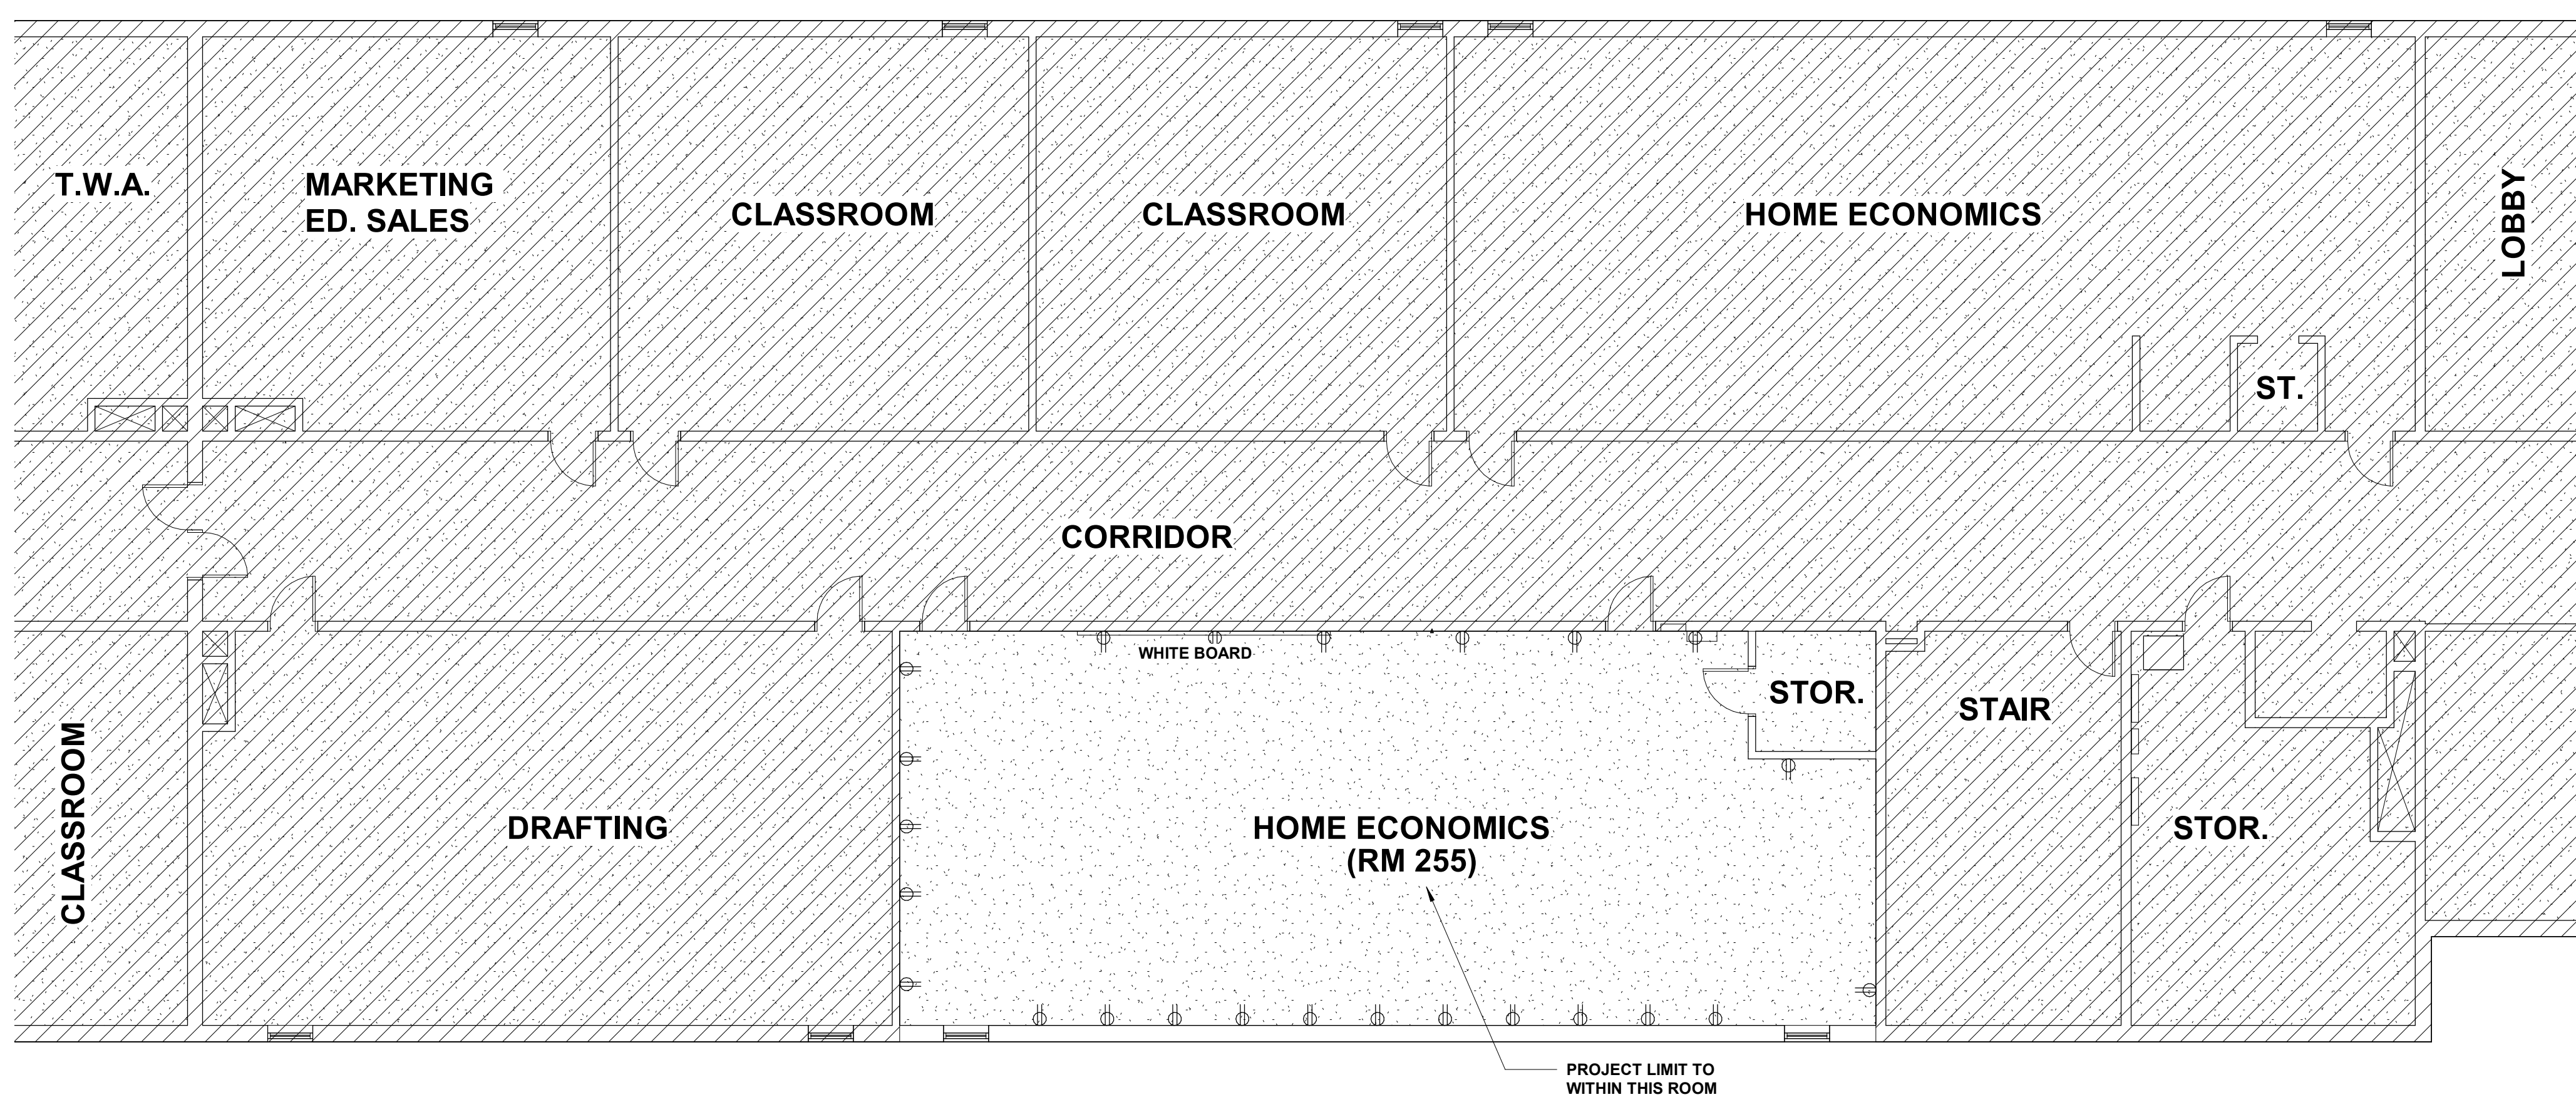 T.W.A.
MARKETING
ED. SALES
CLASSROOM
CLASSROOM
HOME ECONOMICS
LOBBY
ST.
CORRIDOR
WHITE BOARD
STOR.
STAIR
CLASSROOM
DRAFTING
HOME ECONOMICS
(RM 255)
STOR.
PROJECT LIMIT TO
WITHIN THIS ROOM